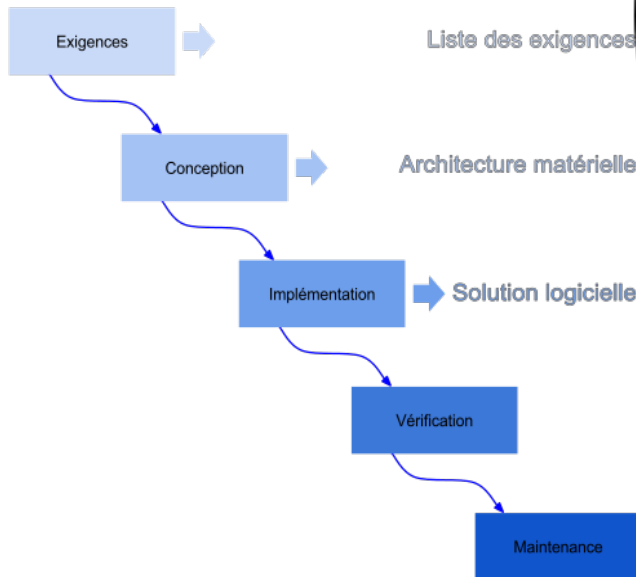 Exigences
Liste des exigences
Conception
Architecture matérielle
Implémentation
Solution logicielle
Vérification
Maintenance